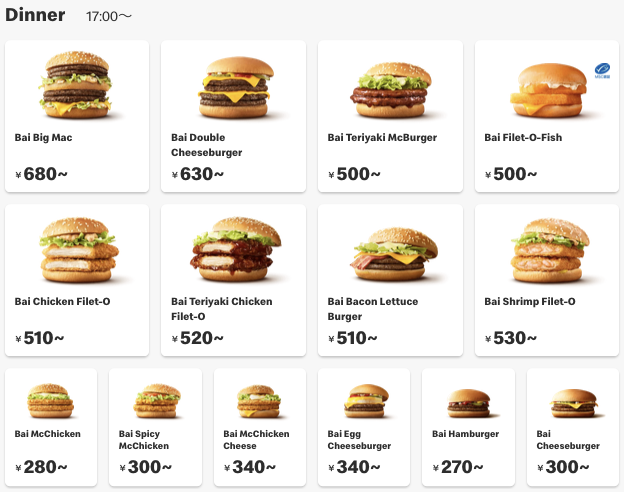 Dinner 17:00～
Bai Big Mac
¥680~
Bai Double
Cheeseburger
¥630~
Bai Teriyaki McBurger
¥500~
Bai Filet-O-Fish
¥500~
Bai Chicken Filet-O
¥510~
Bai Teriyaki Chicken
Filet-O
¥520~
Bai Bacon Lettuce
Burger
¥510~
Bai Shrimp Filet-O
¥530~
Bai McChicken
¥280~
Bai Spicy
McChicken
¥300~
Bai McChicken
Cheese
¥340~
Bai Egg
Cheeseburger
¥340~
Bai Hamburger
¥270~
Bai
Cheeseburger
¥300~